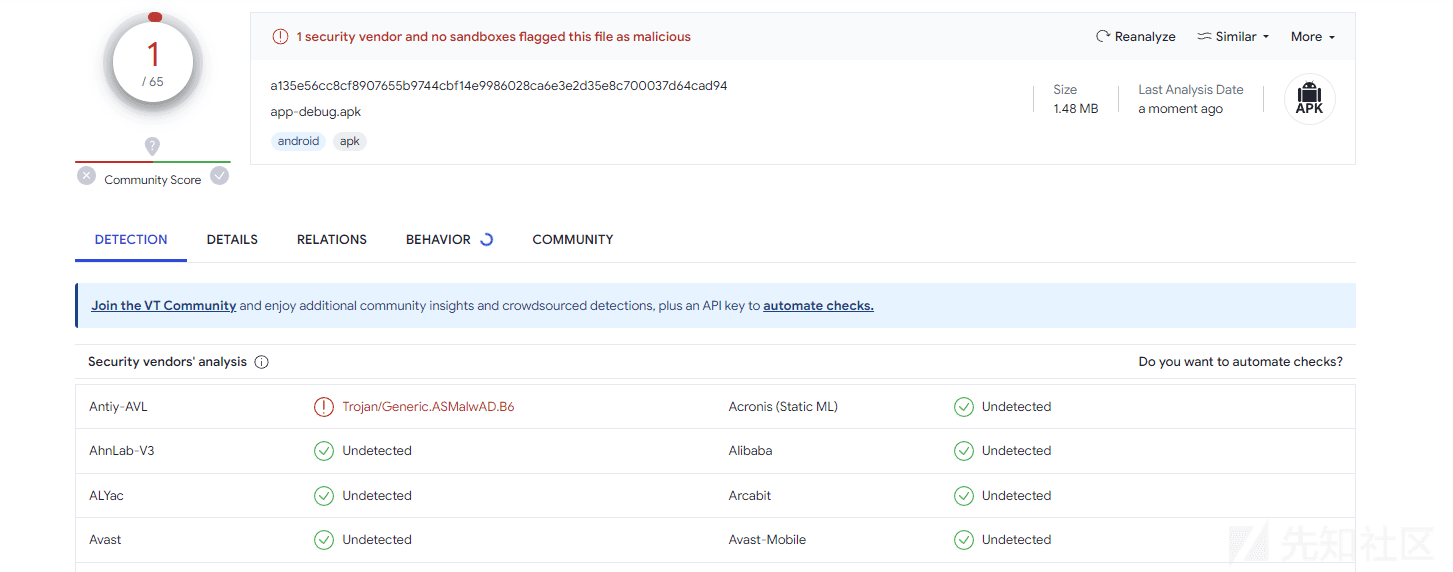 1
/ 65
Community Score
1 security vendor and no sandboxes flagged this file as malicious
Reanalyze Similar More
a135e56cc8cf8907655b9744cbf14e9986028ca6e3e2d35e8c700037d64cad94
app-debug.apk
android apk
Size
1.48 MB
Last Analysis Date
a moment ago
APK
DETECTION DETAILS RELATIONS BEHAVIOR COMMUNITY
Join the VT Community and enjoy additional community insights and crowdsourced detections, plus an API key to automate checks.
Security vendors' analysis Do you want to automate checks?
Antiy-AVL Trojan/Generic.ASMalwAD.B6 Acronis (Static ML) Undetected
AhnLab-V3 Undetected Alibaba Undetected
ALYac Undetected Arcabit Undetected
Avast Undetected Avast-Mobile Undetected
先知社区